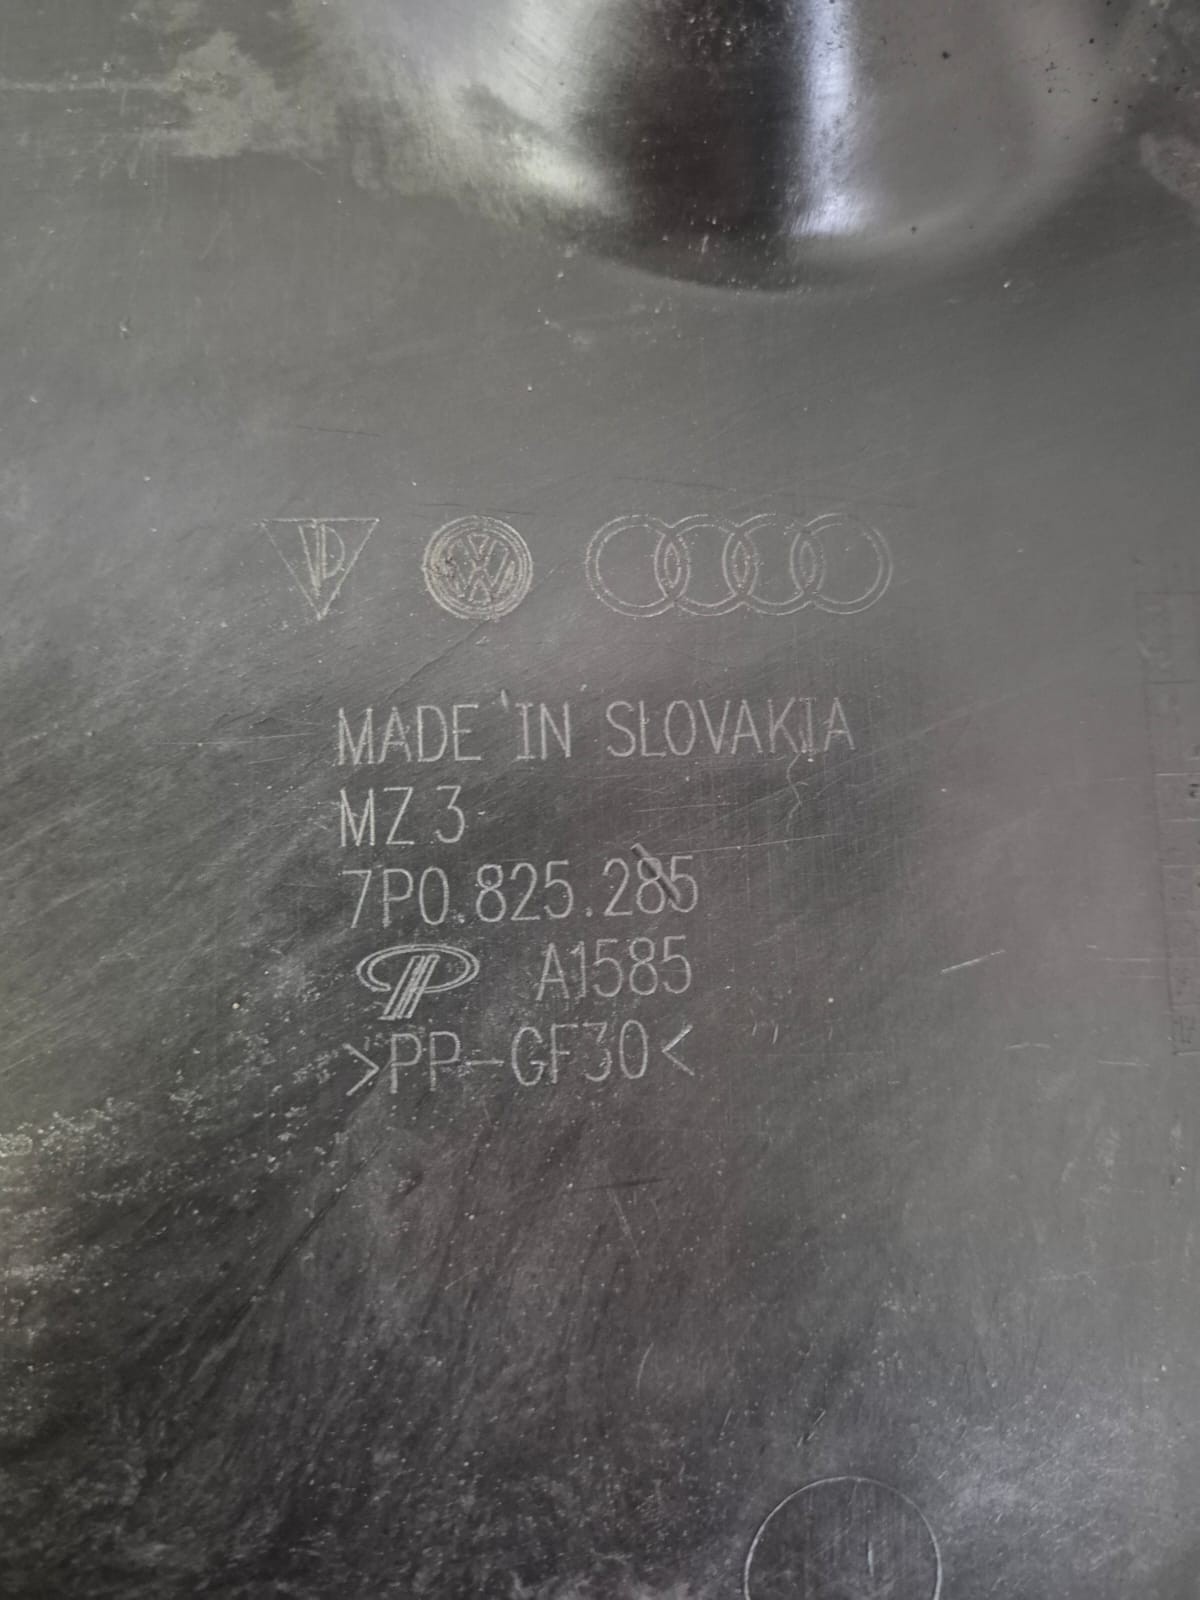 MADE IN SLOVAKIA
MZ 3
7P0.825.285
A1585
>PP-GF30<